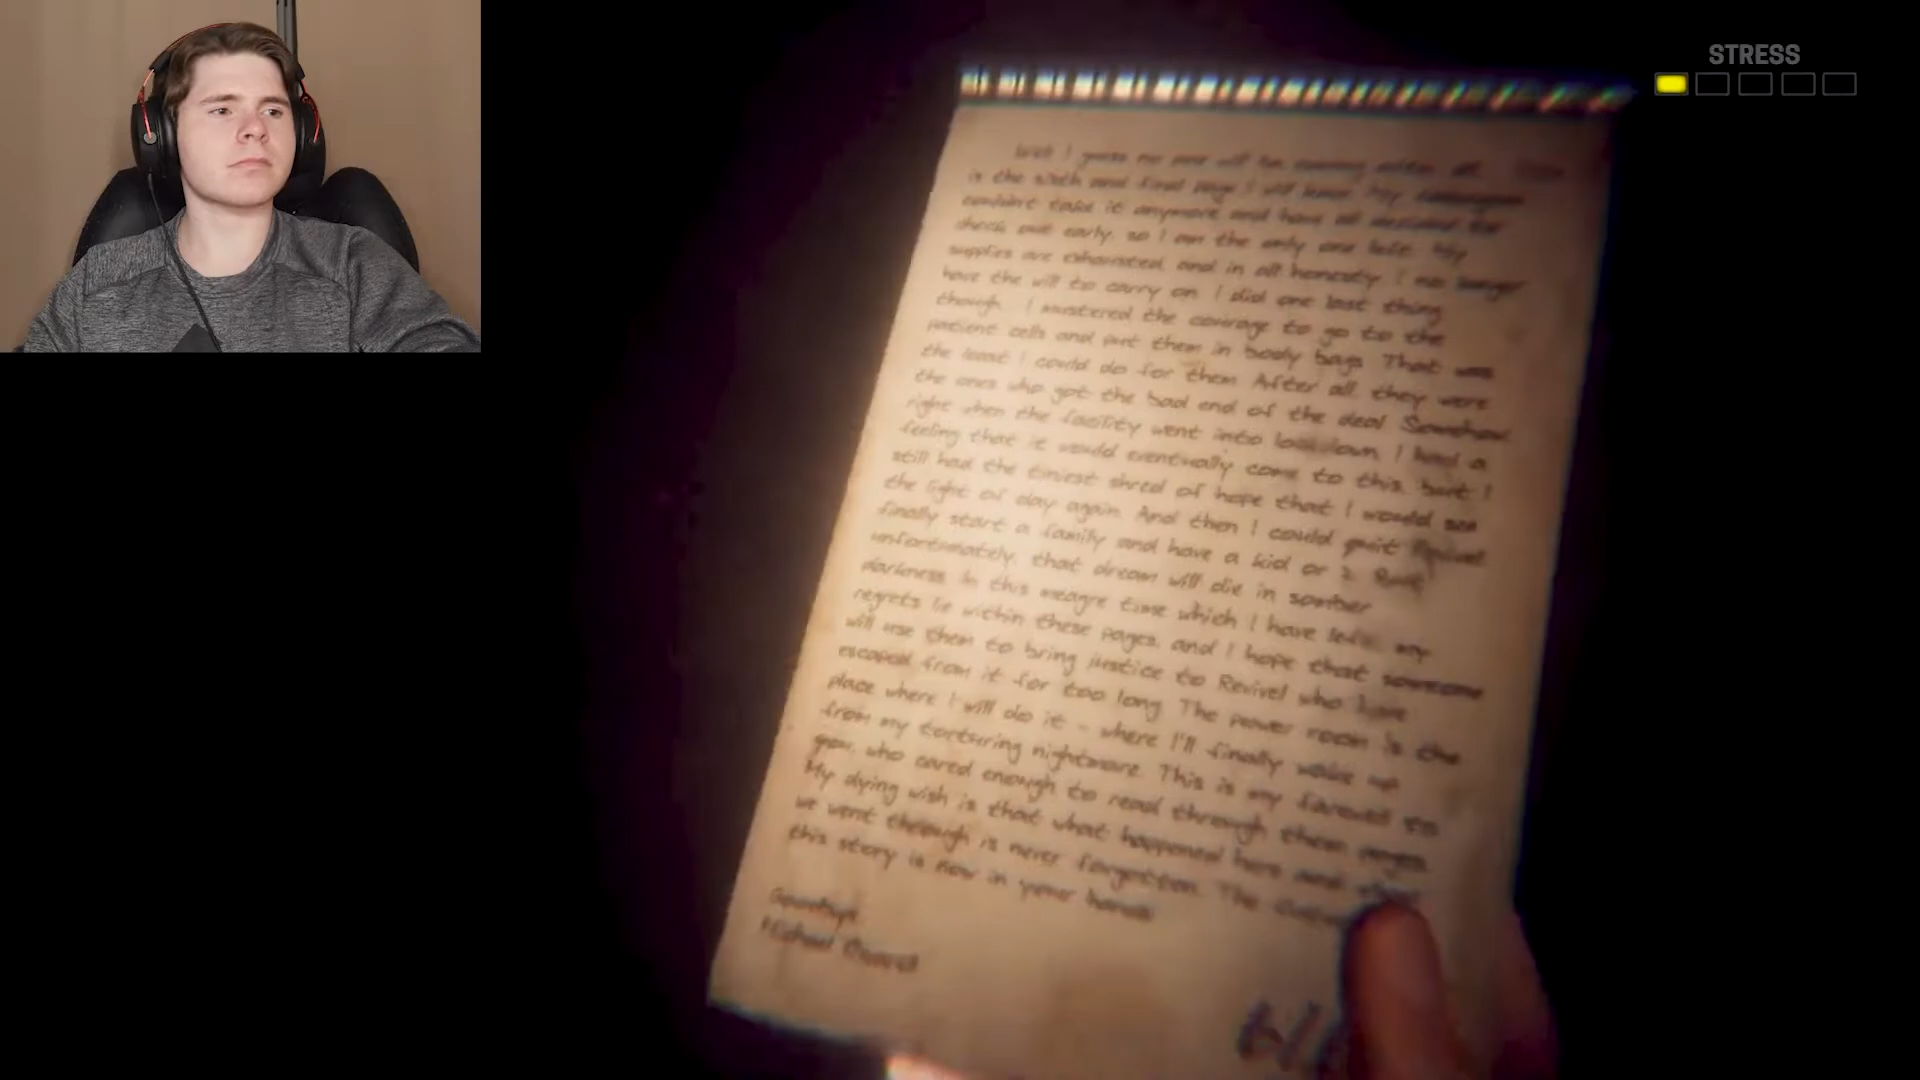 STRESS
Well I guess no one will be coming after all. This
is the sixth and final page I will leave. My
couldn't take it anymore and have all decided to
check out early, so I am the only one left. My
supplies are exhausted, and in all honesty I no longer
have the will to carry on. I did one last thing
though. I mustered the courage to go to the
patient cells and put them in body bags. That was
the least I could do for them. After all, they were
the ones who got the bad end of the deal. Somehow
right when the facility went into lockdown, I had a
feeling that it would eventually come to this, but I
still had the tiniest shred of hope that I would see
the light of day again. And then I could quit Revivel
finally start a family and have a kid or 2. But
unfortunately, that dream will die in somber
darkness. In this meagre time which I have left, my
regrets lie within these pages, and I hope that someone
will use them to bring justice to Revivel who have
escaped from it for too long. The power room is the
place where I will do it - where I'll finally wake up
from my torturing nightmare. This is my farewell to
you, who cared enough to read through these pages.
My dying wish is that what happened here and what
we went through is never forgotten. The
this story is now in your hands
Goodbye
Michael
6/